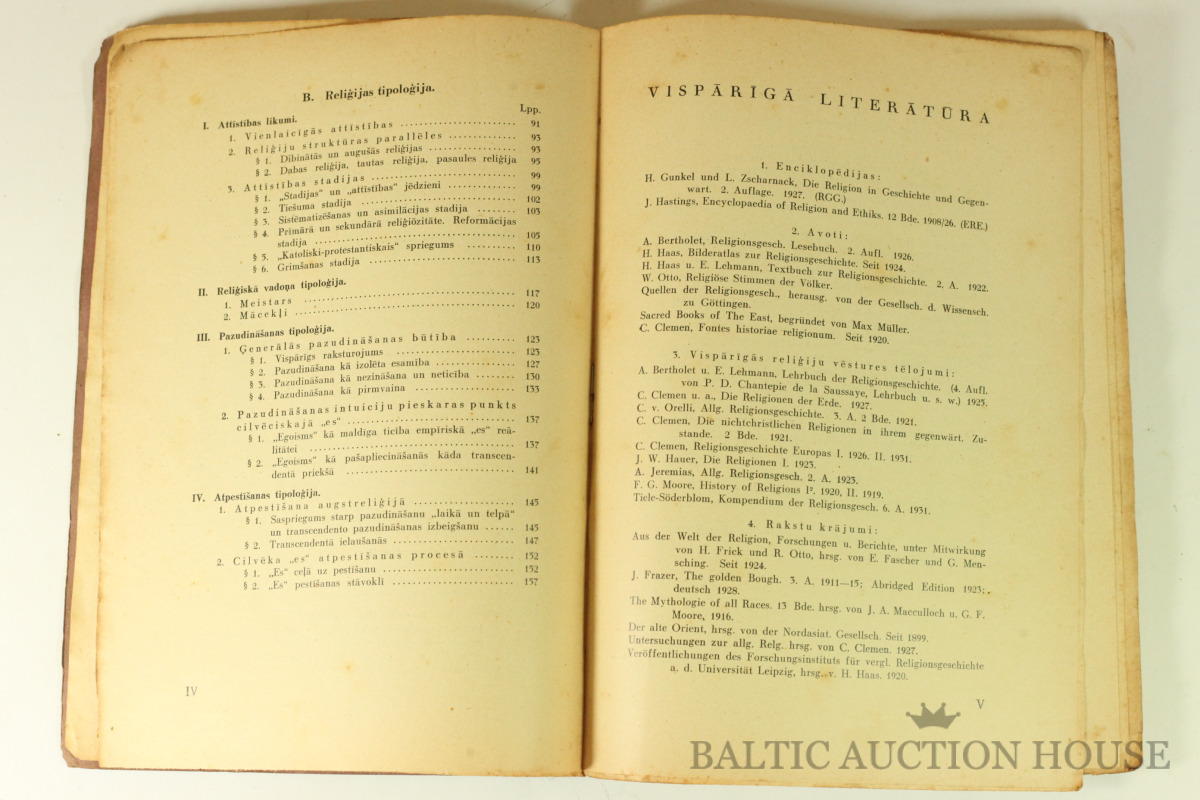 B. Reliģijas tipoloģija.
Lpp.
I. Attīstības likumi.
1. Vienlaicīgās attīstības ..... 91
2. Reliģiju struktūras parallēles ..... 93
§ 1. Dibinātās un augušās reliģijas ..... 93
§ 2. Dabas reliģija, tautas reliģija, pasaules reliģija 95
3. Attīstības stadijas ..... 99
§ 1. „Stadijas" un „attīstības" jēdzieni ..... 99
§ 2. Tiešuma stadija ..... 102
§ 3. Sistēmatizēšanas un asimilācijas stadija ..... 103
§ 4. Primārā un sekundārā reliģiōzitāte. Reformācijas
stadija ..... 105
§ 5. „Katoliski-protestantiskais" spriegums ..... 110
§ 6. Grimšanas stadija ..... 113
II. Reliģiskā vadoņa tipoloģija.
1. Meistars ..... 117
2. Mācekļi ..... 120
III. Pazudināšanas tipoloģija.
1. Ģenerālās pazudināšanas būtība ..... 123
§ 1. Vispārīgs raksturojums ..... 123
§ 2. Pazudināšana kā izolēta esamība ..... 127
§ 3. Pazudināšana kā nezināšana un neticība ..... 130
§ 4. Pazudināšana kā pirmvaina ..... 133
2. Pazudināšanas intuiciju pieskaras punkts
cilvēciskajā „es" ..... 137
§ 1. „Egoisms" kā maldīga ticība empīriskā „es" reā-
litātei ..... 137
§ 2. „Egoisms" kā pašapliecināšanās kāda transcen-
dentā priekšā ..... 141
IV. Atpestīšanas tipoloģija.
1. Atpestīšana augstreliģijā ..... 145
§ 1. Saspriegums starp pazudināšanu „laikā un telpā"
un transcendento pazudināšanas izbeigšanu ..... 145
§ 2. Transcendentā ielaušanās ..... 147
2. Cilvēka „es" atpestīšanas procesā ..... 152
§ 1. „Es" ceļā uz pestīšanu ..... 152
§ 2. „Es" pestīšanas stāvoklī ..... 157
IV
VISPĀRĪGĀ LITERĀTŪRA
1. Enciklopēdijas:
H. Gunkel und L. Zscharnack, Die Religion in Geschichte und Gegen-
wart. 2. Auflage. 1927. (RGG.)
J. Hastings, Encyclopaedia of Religion and Ethiks. 12 Bde. 1908/26. (ERE.)
2. Avoti:
A. Bertholet, Religionsgesch. Lesebuch. 2. Aufl. 1926.
H. Haas, Bilderatlas zur Religionsgeschichte. Seit 1924.
H. Haas u. E. Lehmann, Textbuch zur Religionsgeschichte. 2. A. 1922.
W. Otto, Religiöse Stimmen der Völker.
Quellen der Religionsgesch., herausg. von der Gesellsch. d. Wissensch.
zu Göttingen.
Sacred Books of The East, begründet von Max Müller.
C. Clemen, Fontes historiae religionum. Seit 1920.
3. Vispārīgās reliģiju vēstures tēlojumi:
A. Bertholet u. E. Lehmann, Lehrbuch der Religionsgeschichte. (4. Aufl.
von P. D. Chantepie de la Saussaye, Lehrbuch u. s. w.) 1925.
C. Clemen u. a., Die Religionen der Erde. 1927.
C. v. Orelli, Allg. Religionsgeschichte. 3. A. 2 Bde. 1921.
C. Clemen, Die nichtchristlichen Religionen in ihrem gegenwärt. Zu-
stande. 2 Bde. 1921.
C. Clemen, Religionsgeschichte Europas I. 1926. II. 1931.
J. W. Hauer, Die Religionen I. 1923.
A. Jeremias, Allg. Religionsgesch. 2. A. 1923.
F. G. Moore, History of Religions I². 1920, II. 1919.
Ticle-Söderblom, Kompendium der Religionsgesch. 6. A. 1931.
4. Rakstu krājumi:
Aus der Welt der Religion, Forschungen u. Berichte, unter Mitwirkung
von H. Frick und R. Otto, hrsg. von E. Fascher und G. Men-
sching. Seit 1924.
J. Frazer, The golden Bough. 3. A. 1911—15; Abridged Edition 1923;
deutsch 1928.
The Mythologie of all Races. 13 Bde. hrsg. von J. A. Macculloch u. G. F.
Moore, 1916.
Der alte Orient, hrsg. von der Nordasiat. Gesellsch. Seit 1899.
Untersuchungen zur allg. Relg. hrsg. von C. Clemen. 1927.
Veröffentlichungen des Forschungsinstituts für vergl. Religionsgeschichte
a. d. Universität Leipzig, hrsg. v. H. Haas. 1920.
V
BALTIC AUCTION HOUSE